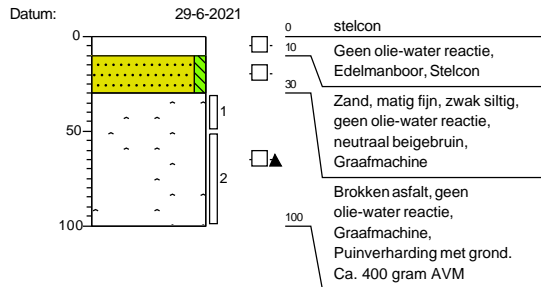 Datum: 29-6-2021
0 stelcon
0
10 Geen olie-water reactie,
Edelmanboor, Stelcon
30 Zand, matig fijn, zwak siltig,
geen olie-water reactie,
neutraal beigebruin,
Graafmachine
1
50
2
Brokken asfalt, geen
olie-water reactie,
100 Graafmachine,
Puinverharding met grond.
100 Ca. 400 gram AVM